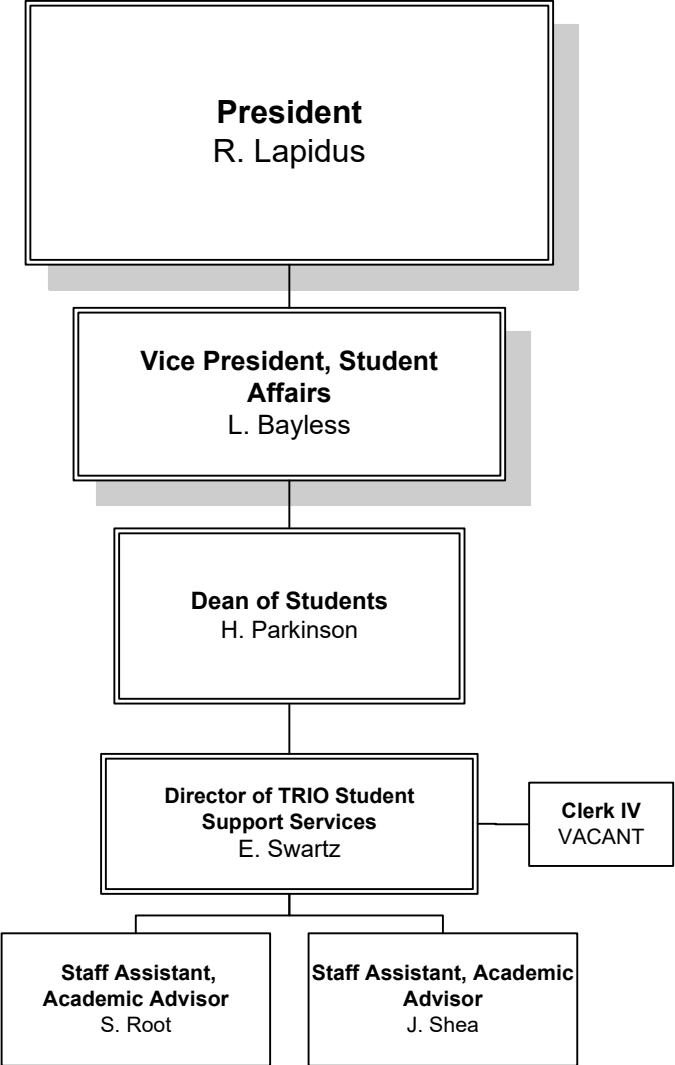 President
R. Lapidus
Vice President, Student
Affairs
L. Bayless
Dean of Students
H. Parkinson
Director of TRIO Student
Support Services
E. Swartz
Clerk IV
VACANT
Staff Assistant,
Academic Advisor
S. Root
Staff Assistant, Academic
Advisor
J. Shea